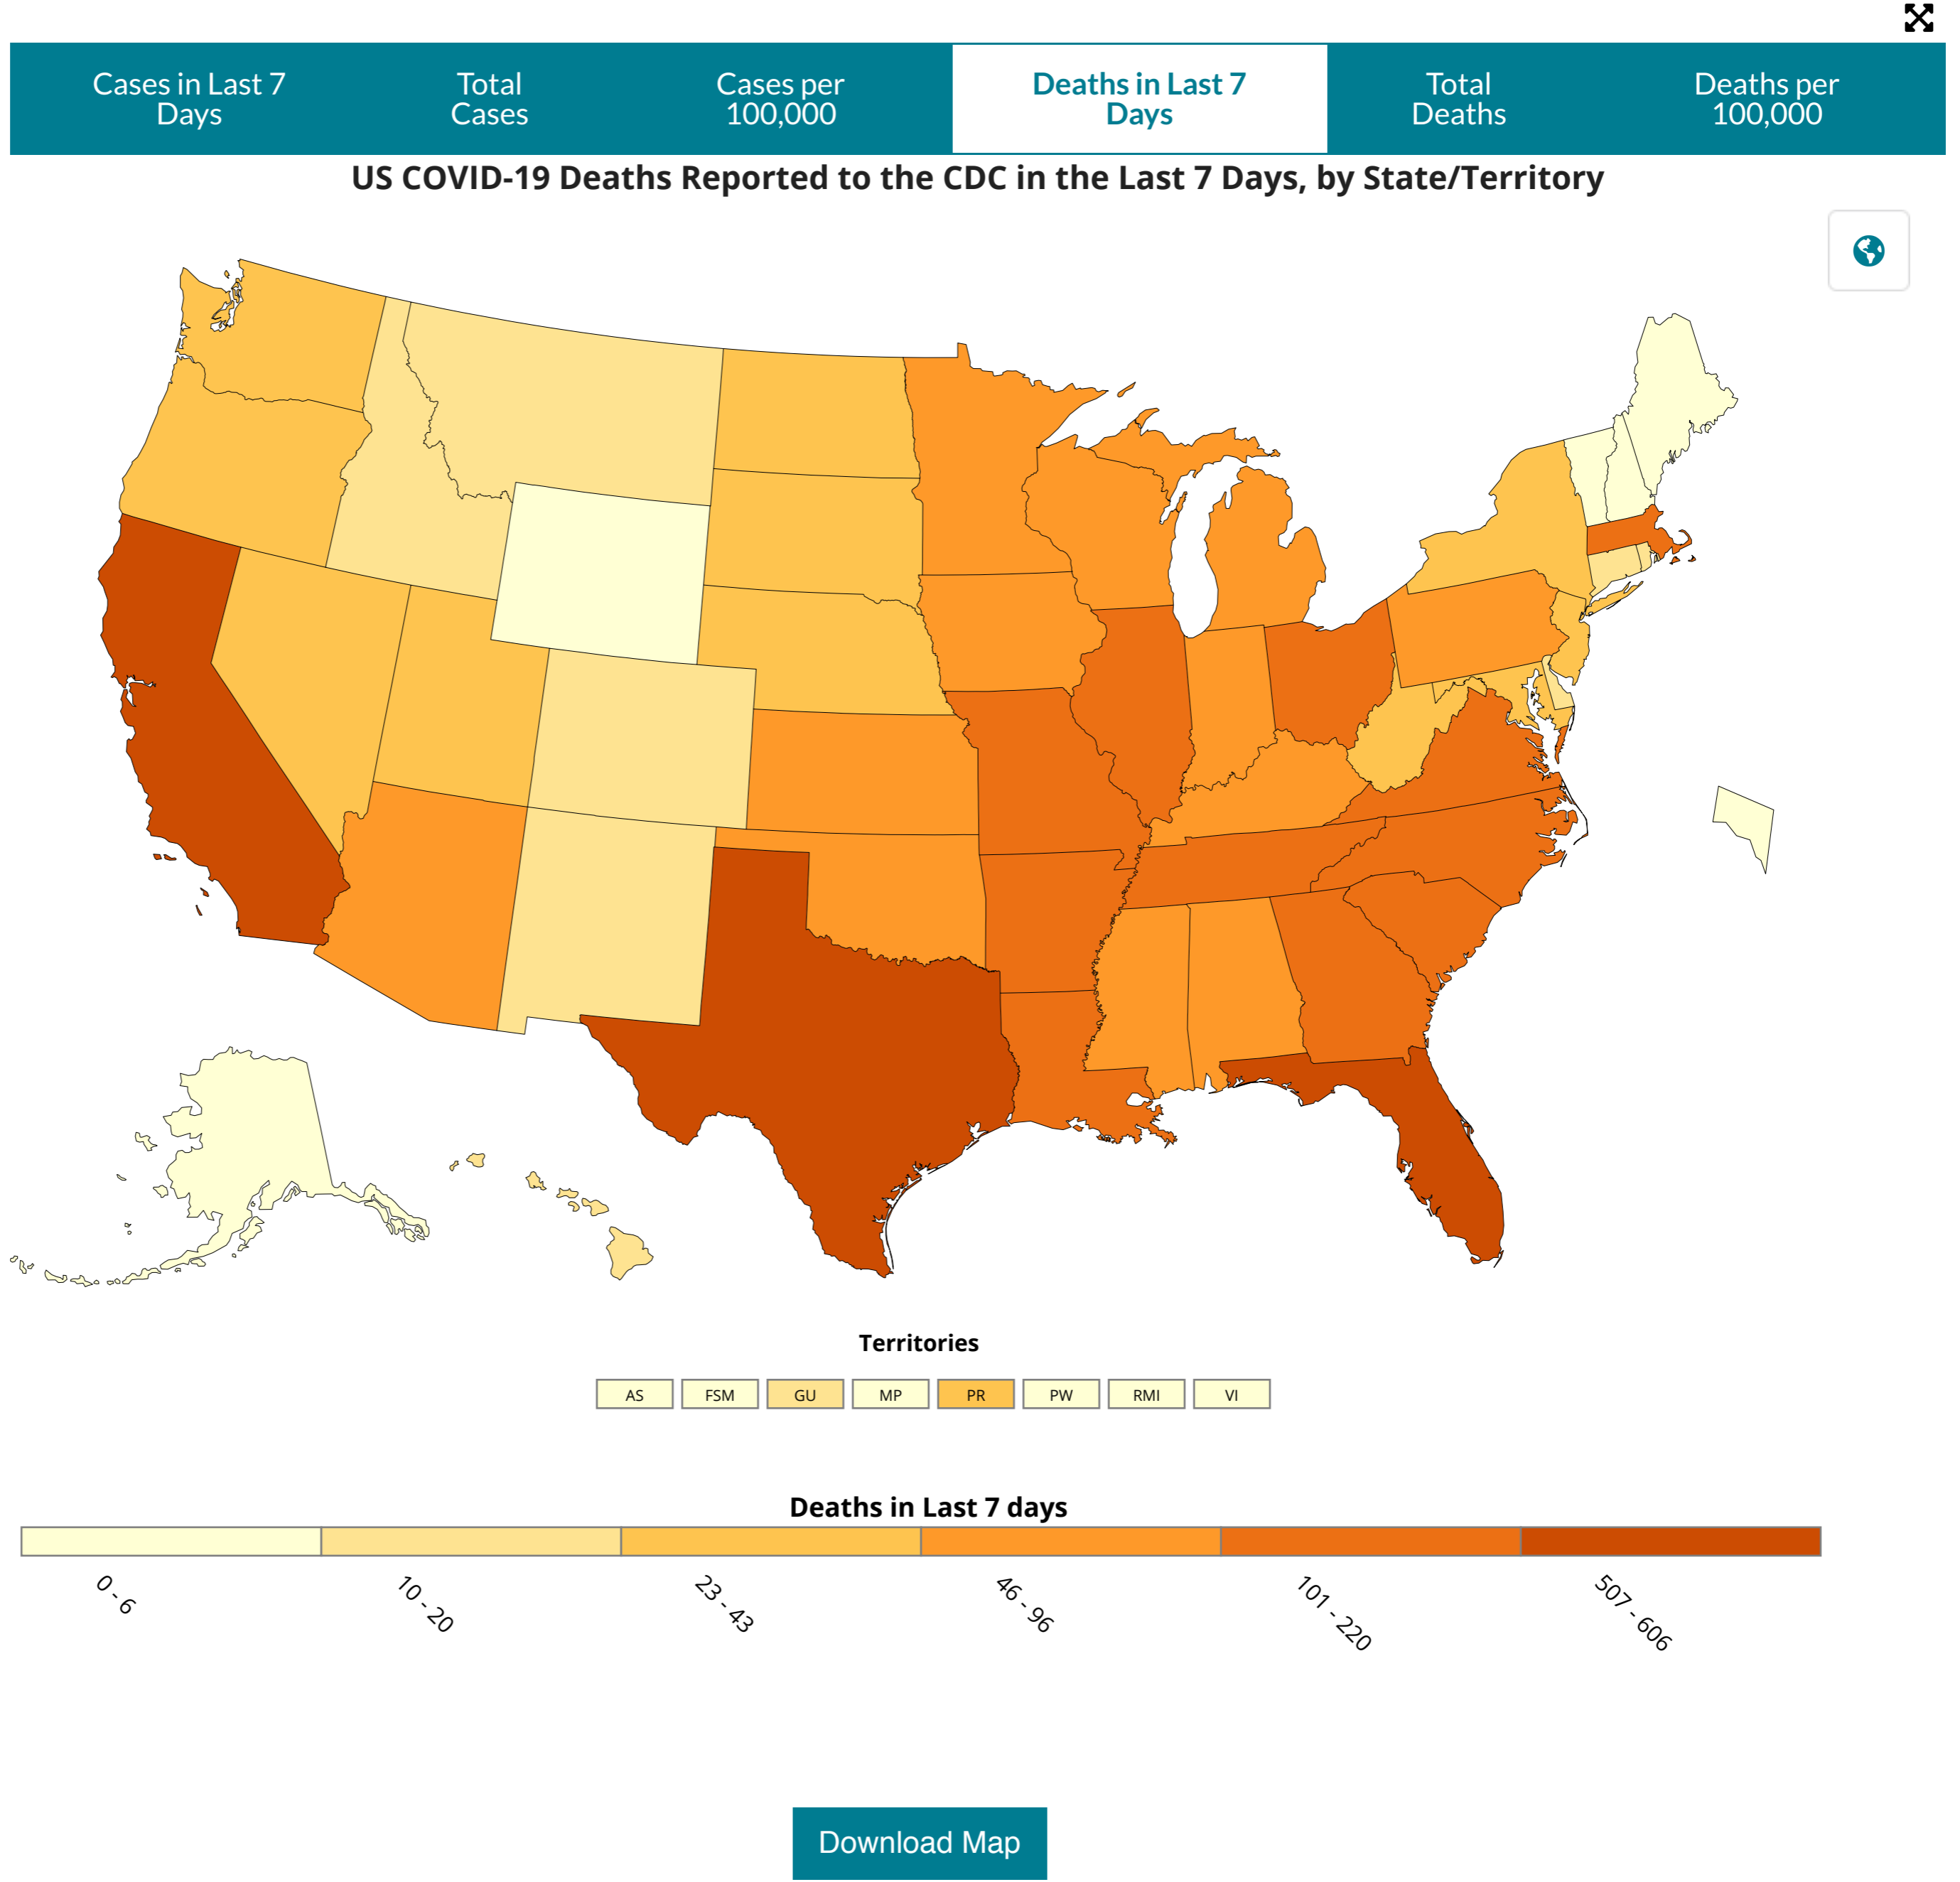 Cases in Last 7
Days
Total
Cases
Cases per
100,000
Deaths in Last 7
Days
Total
Deaths
Deaths per
100,000
US COVID-19 Deaths Reported to the CDC in the Last 7 Days, by State/Territory
Territories
AS
FSM
GU
MP
PR
PW
RMI
VI
Deaths in Last 7 days
0 - 6
10 - 20
23 - 43
46 - 96
101 - 220
507 - 606
Download Map